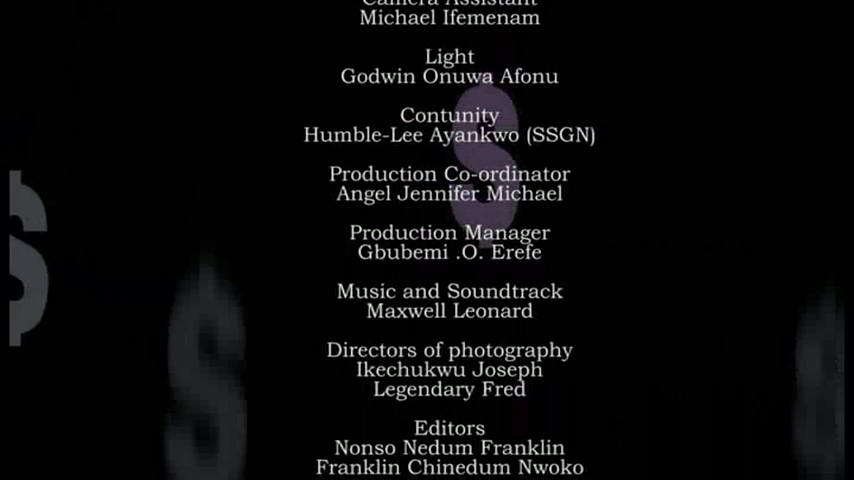 Camera Assistant
Michael Ifemenam
Light
Godwin Onuwa Afonu
Contunity
Humble-Lee Ayankwo (SSGN)
Production Co-ordinator
Angel Jennifer Michael
Production Manager
Gbubemi .O. Erefe
Music and Soundtrack
Maxwell Leonard
Directors of photography
Ikechukwu Joseph
Legendary Fred
Editors
Nonso Nedum Franklin
Franklin Chinedum Nwoko